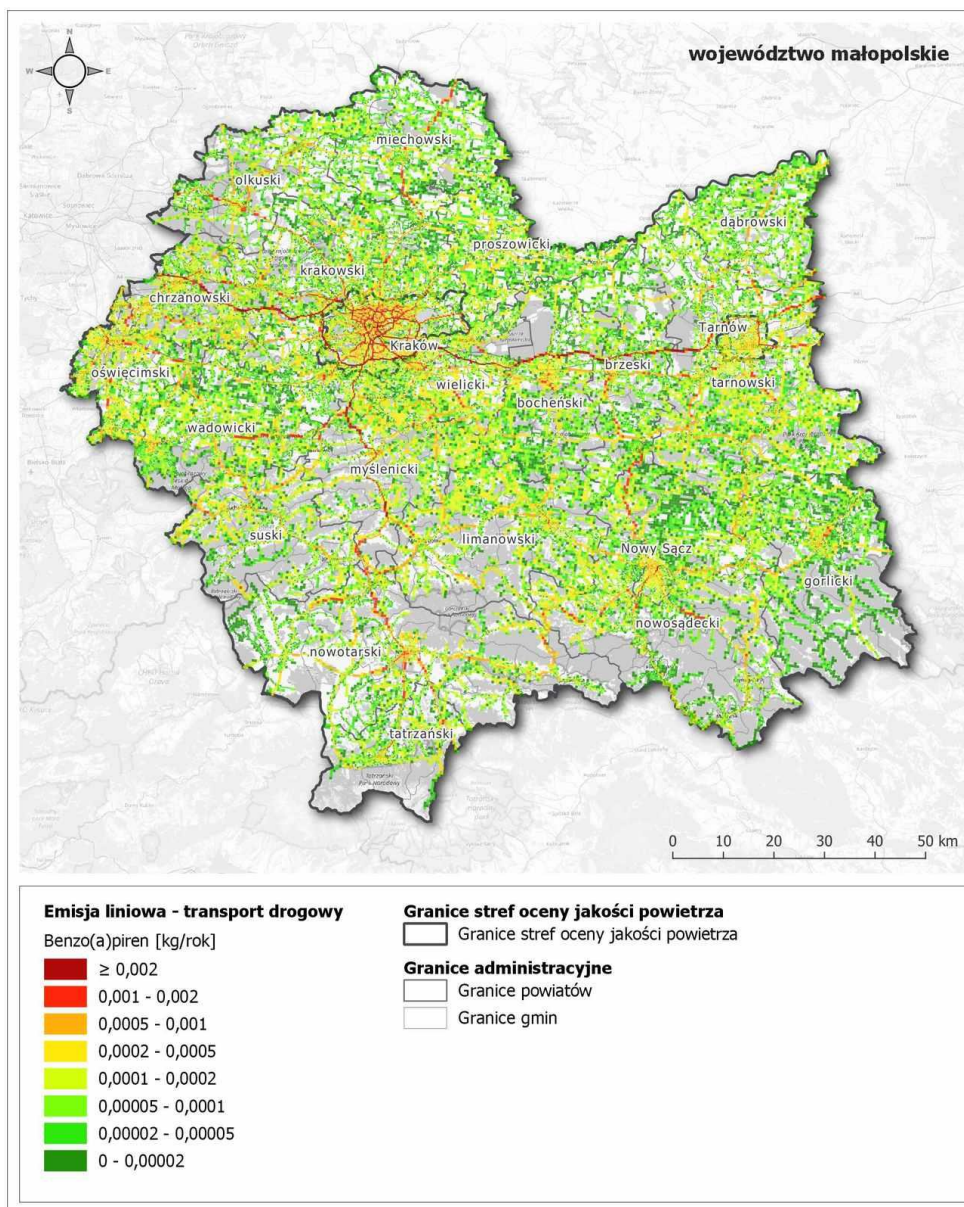 województwo małopolskie
N
W
E
S
miechowski
olkuski
dąbrowski
proszowicki
krakowski
chrzanowski
Tarnów
Kraków
brzeski
oświęcimski
wielicki
tarnowski
bocheński
wadowicki
myślenicki
suski
limanowski
Nowy Sącz
gorlicki
nowosądecki
nowotarski
tatrzański
Tatrzański
Park Narodowy
0 10 20 30 40 50 km
Emisja liniowa - transport drogowy
Benzo(a)piren [kg/rok]
≥ 0,002
0,001 - 0,002
0,0005 - 0,001
0,0002 - 0,0005
0,0001 - 0,0002
0,00005 - 0,0001
0,00002 - 0,00005
0 - 0,00002
Granice stref oceny jakości powietrza
Granice stref oceny jakości powietrza
Granice administracyjne
Granice powiatów
Granice gmin